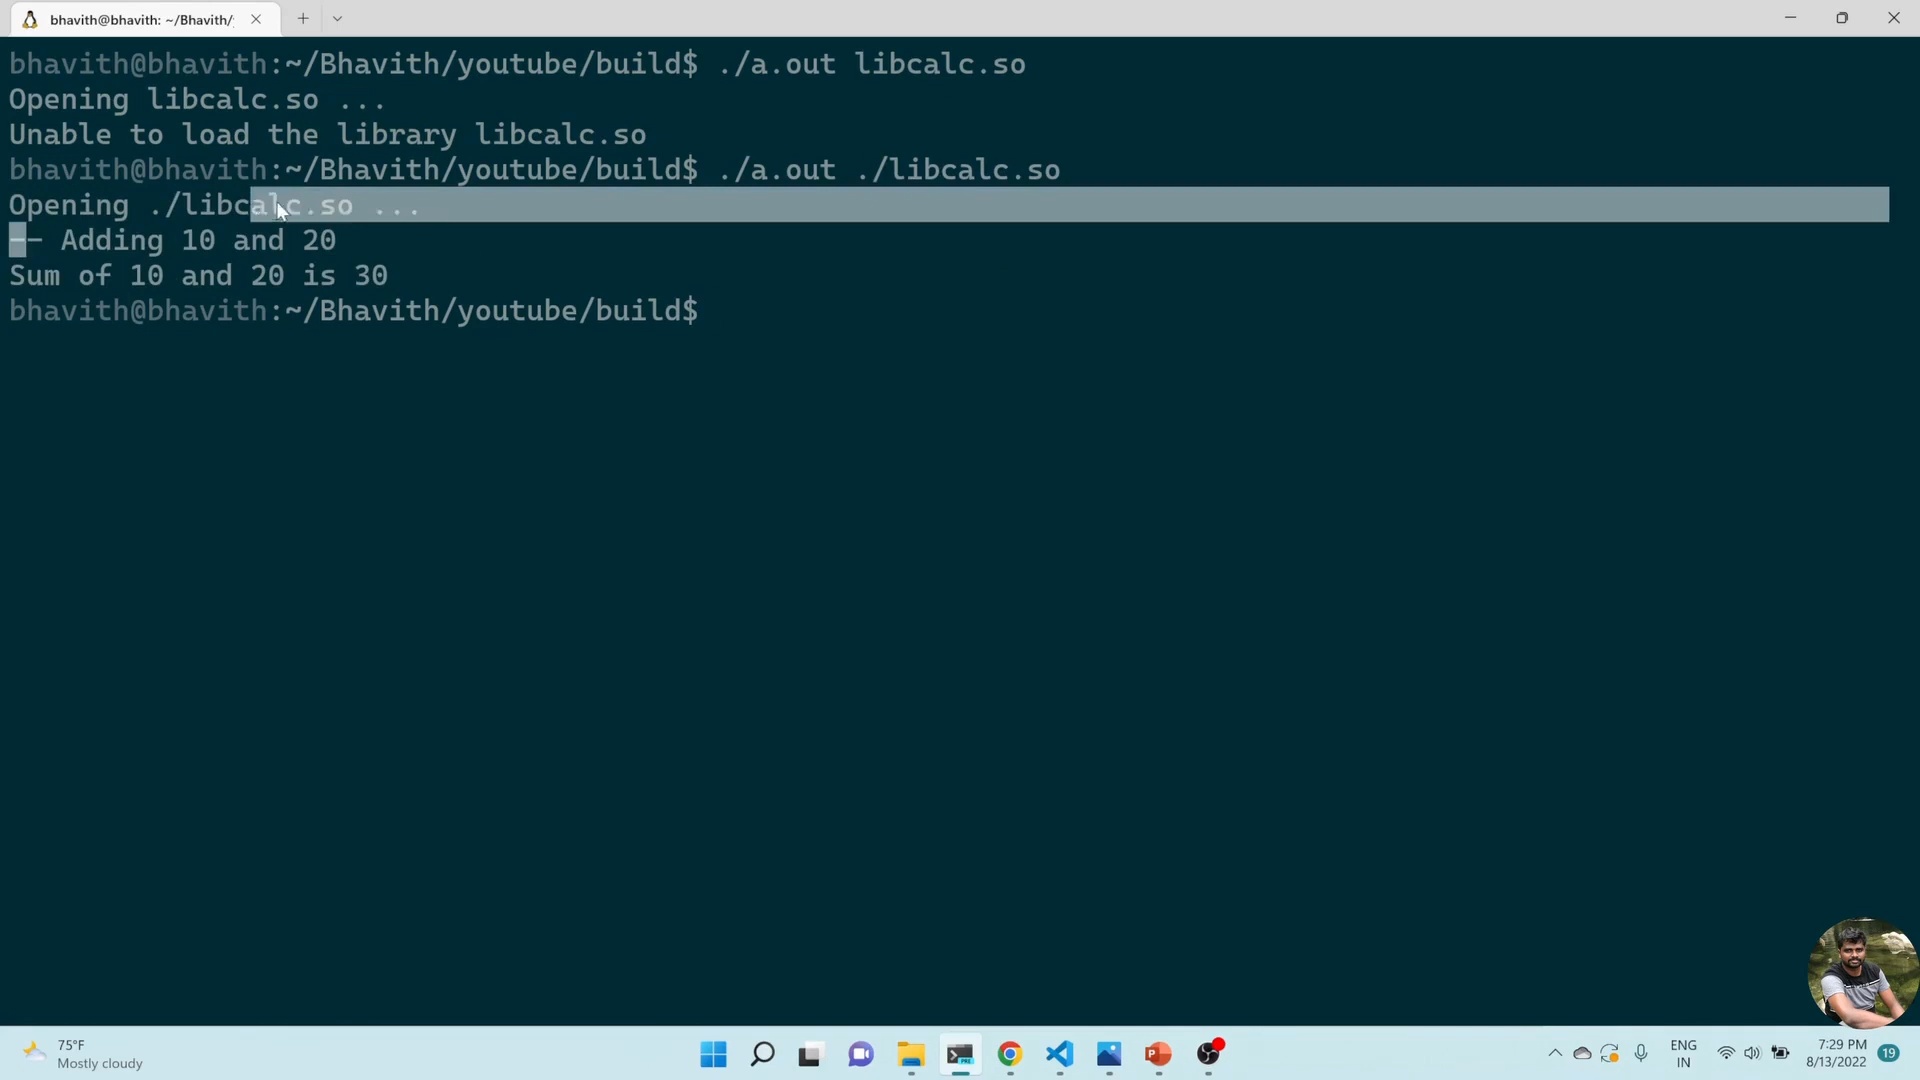 bhavith@bhavith: ~/Bhavith/
bhavith@bhavith:~/Bhavith/youtube/build$ ./a.out libcalc.so
Opening libcalc.so ...
Unable to load the library libcalc.so
bhavith@bhavith:~/Bhavith/youtube/build$ ./a.out ./libcalc.so
Opening ./libcalc.so ...
-- Adding 10 and 20
Sum of 10 and 20 is 30
bhavith@bhavith:~/Bhavith/youtube/build$
75°F
Mostly cloudy
PRE
ENG
IN
7:29 PM
8/13/2022
19